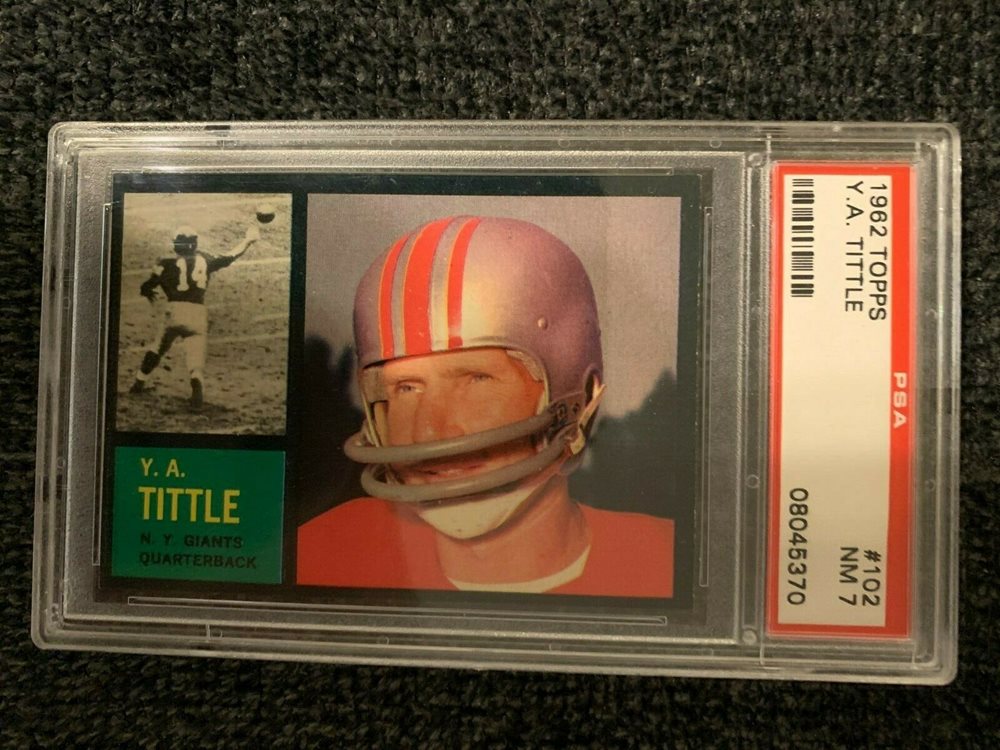 Y. A.
TITTLE
N. Y. GIANTS
QUARTERBACK
14
1962 TOPPS
#102
Y.A. TITTLE
NM 7
08045370
PSA